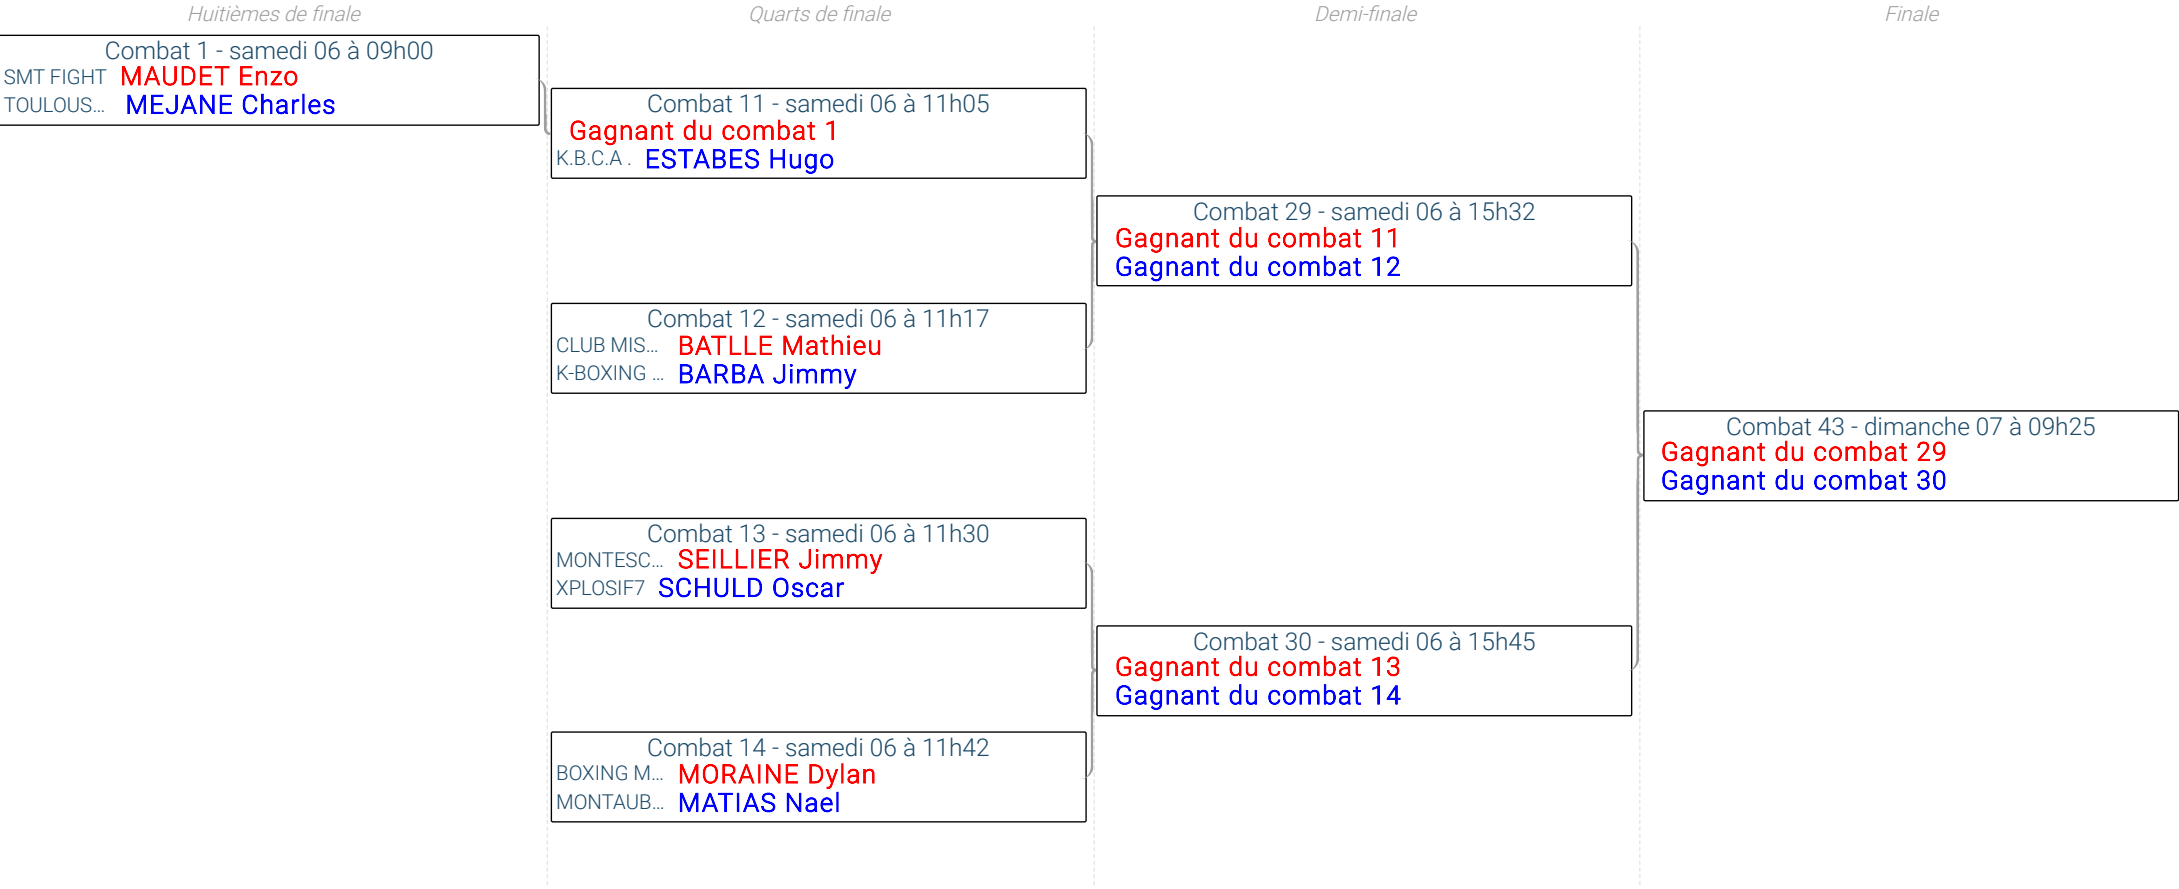 Huitièmes de finale
Quarts de finale
Demi-finale
Finale
Combat 1 - samedi 06 à 09h00
SMT FIGHT MAUDET Enzo
TOULOUS... MEJANE Charles
Combat 11 - samedi 06 à 11h05
Gagnant du combat 1
K.B.C.A . ESTABES Hugo
Combat 12 - samedi 06 à 11h17
CLUB MIS... BATLLE Mathieu
K-BOXING ... BARBA Jimmy
Combat 13 - samedi 06 à 11h30
MONTESC... SEILLIER Jimmy
XPLOSIF7 SCHULD Oscar
Combat 14 - samedi 06 à 11h42
BOXING M... MORAINE Dylan
MONTAUB... MATIAS Nael
Combat 29 - samedi 06 à 15h32
Gagnant du combat 11
Gagnant du combat 12
Combat 30 - samedi 06 à 15h45
Gagnant du combat 13
Gagnant du combat 14
Combat 43 - dimanche 07 à 09h25
Gagnant du combat 29
Gagnant du combat 30